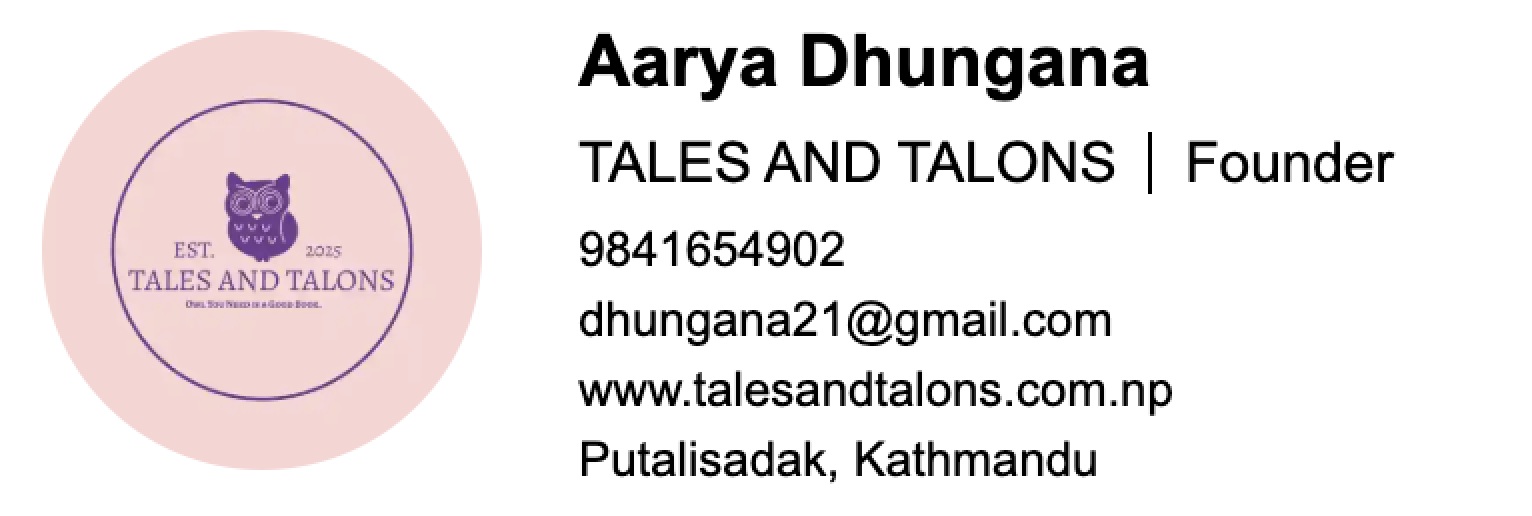 EST. 2025
TALES AND TALONS
OWL YOU NEED IS A GOOD BOOK.
Aarya Dhungana
TALES AND TALONS | Founder
9841654902
dhungana21@gmail.com
www.talesandtalons.com.np
Putalisadak, Kathmandu